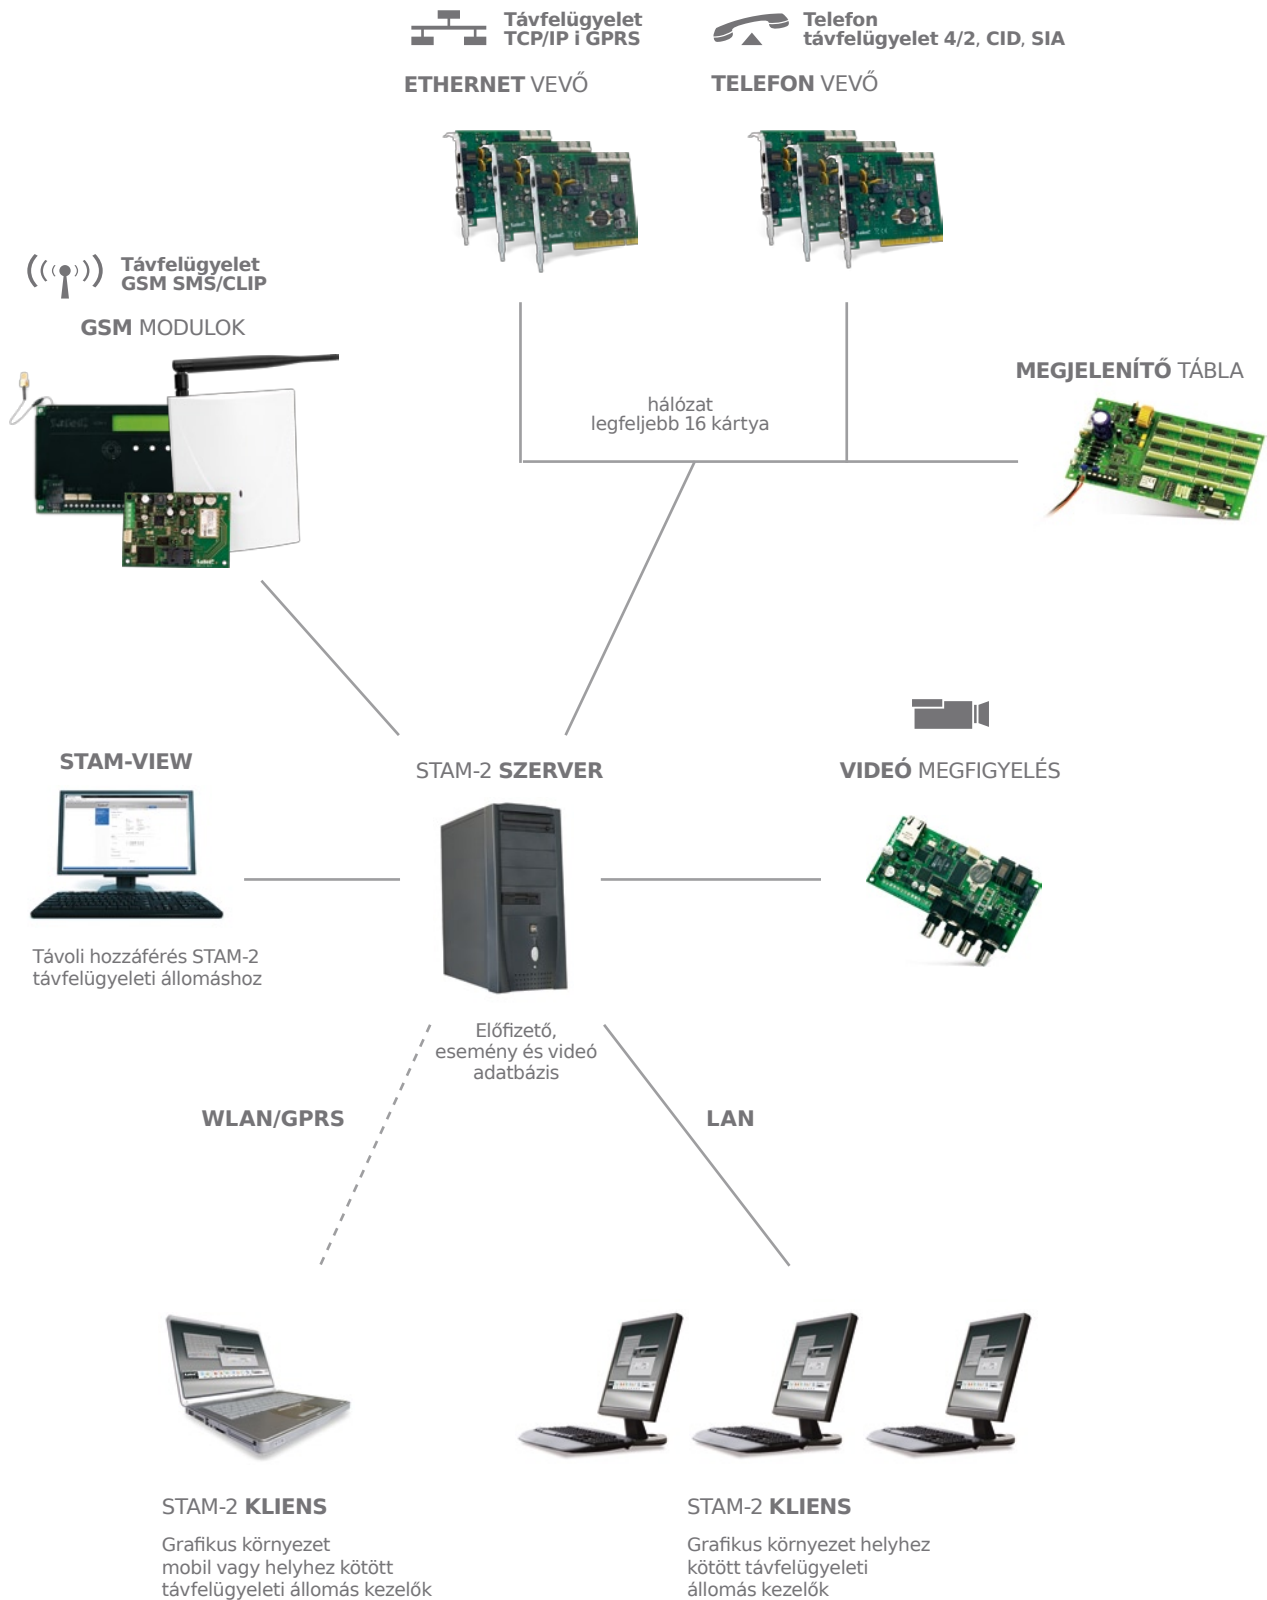 Távfelügyelet
TCP/IP i GPRS
ETHERNET VEVŐ
Telefon
távfelügyelet 4/2, CID, SIA
TELEFON VEVŐ
Távfelügyelet
GSM SMS/CLIP
GSM MODULOK
MEGJELENÍTŐ TÁBLA
hálózat
legfeljebb 16 kártya
STAM-VIEW
STAM-2 SZERVER
VIDEÓ MEGFIGYELÉS
Távoli hozzáférés STAM-2
távfelügyeleti állomáshoz
Előfizető,
esemény és videó
adatbázis
WLAN/GPRS
LAN
STAM-2 KLIENS
Grafikus környezet
mobil vagy helyhez kötött
távfelügyeleti állomás kezelők
STAM-2 KLIENS
Grafikus környezet helyhez
kötött távfelügyeleti
állomás kezelők